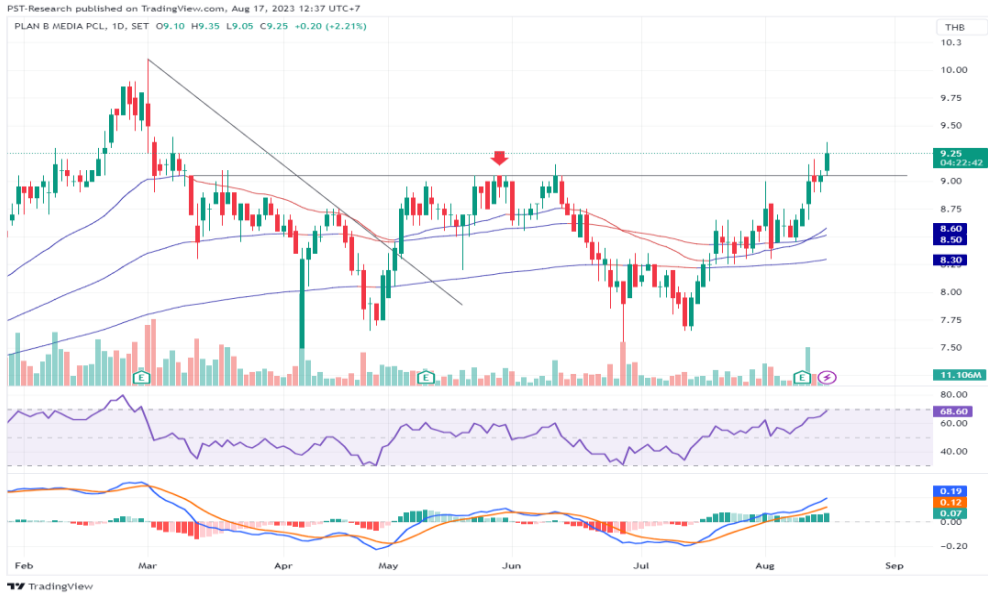 PST-Research published on TradingView.com, Aug 17, 2023 12:37 UTC+7
PLAN B MEDIA PCL, 1D, SET O9.10 H9.35 L9.05 C9.25 +0.20 (+2.21%)
THB
10.3
10.00
9.75
9.50
9.25
04:22:42
9.00
8.75
8.60
8.50
8.30
8.00
7.75
7.50
11.106M
E
E
E
80.00
68.60
60.00
40.00
0.19
0.12
0.07
0.00
−0.20
Feb Mar Apr May Jun Jul Aug Sep
TradingView